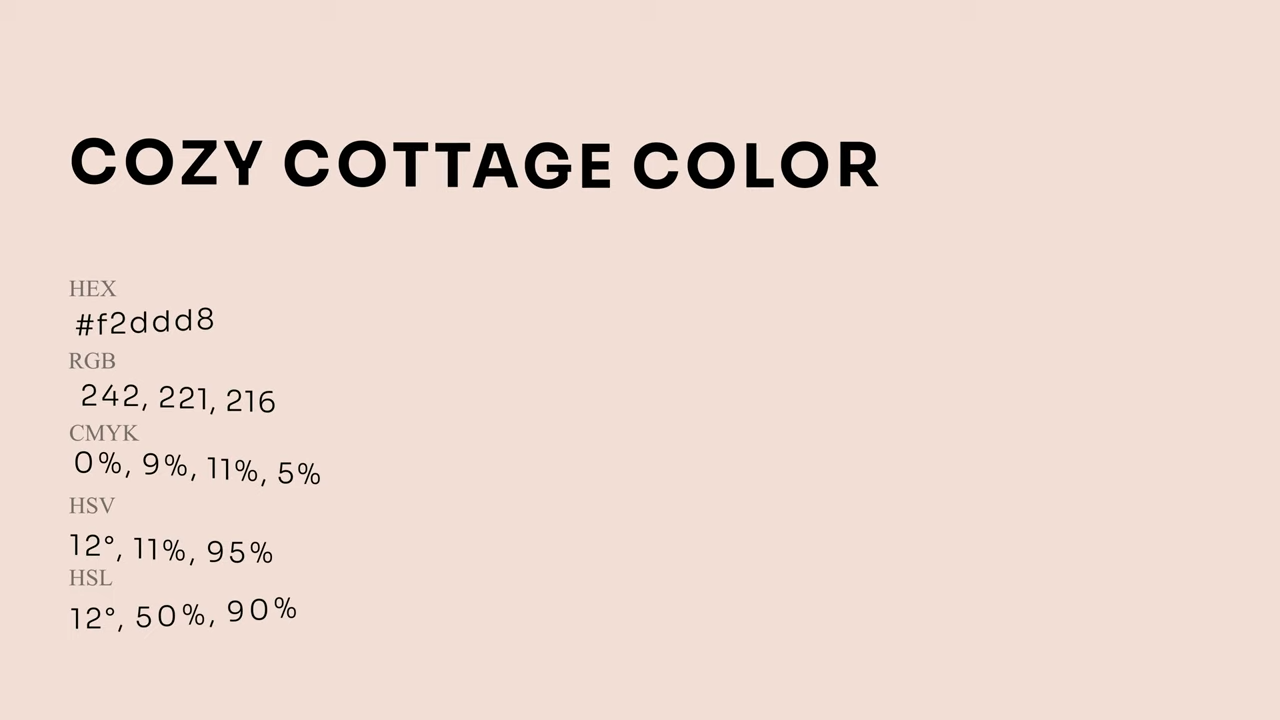 COZY COTTAGE COLOR
HEX
#f2ddd8
RGB
242, 221, 216
CMYK
0%, 9%, 11%, 5%
HSV
12°, 11%, 95%
HSL
12°, 50%, 90%